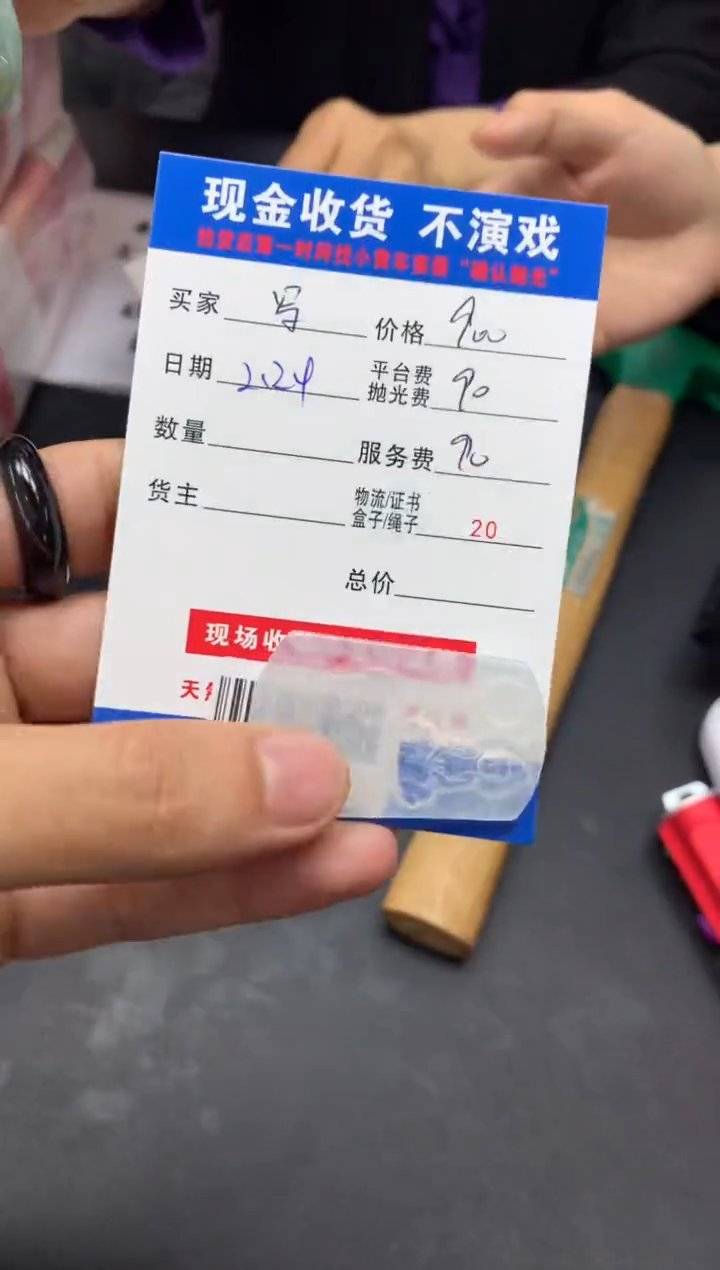 现金收货 不演戏
买家 写 价格 900
日期 2.24 平台费 抛光费 90
数量 服务费 90
货主 物流/证书 盒子/绳子 20
总价
现场收
天